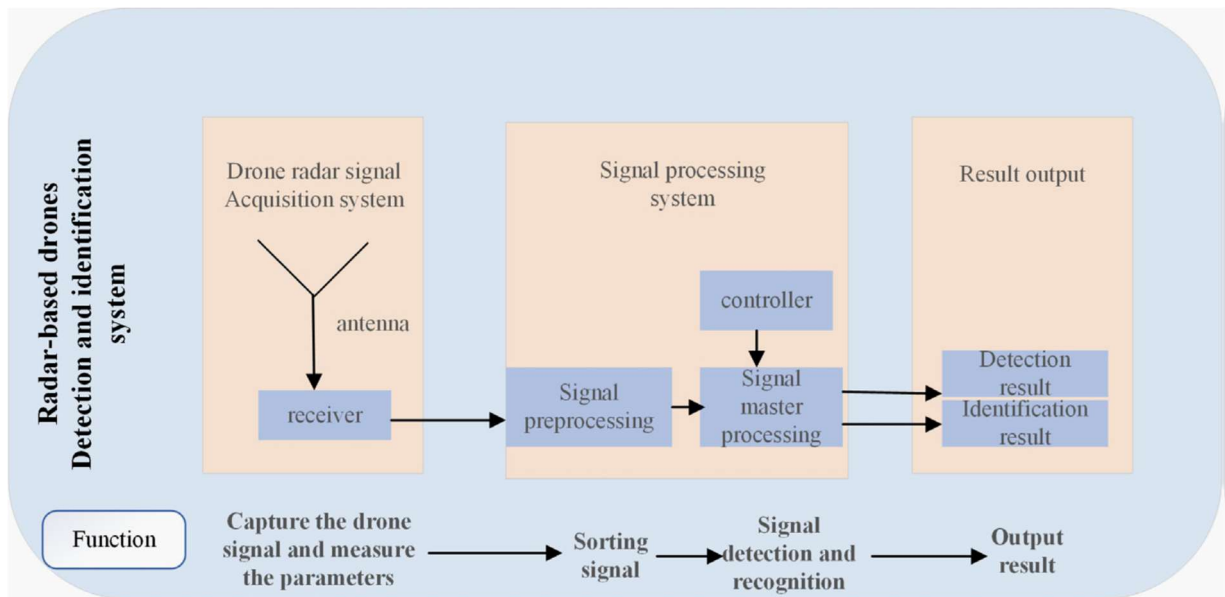 Radar-based drones
Detection and identification
system
Drone radar signal
Acquisition system
antenna
receiver
Signal processing
system
controller
Signal
preprocessing
Signal
master
processing
Result output
Detection
result
Identification
result
Function
Capture the drone
signal and measure
the parameters
Sorting
signal
Signal
detection and
recognition
Output
result